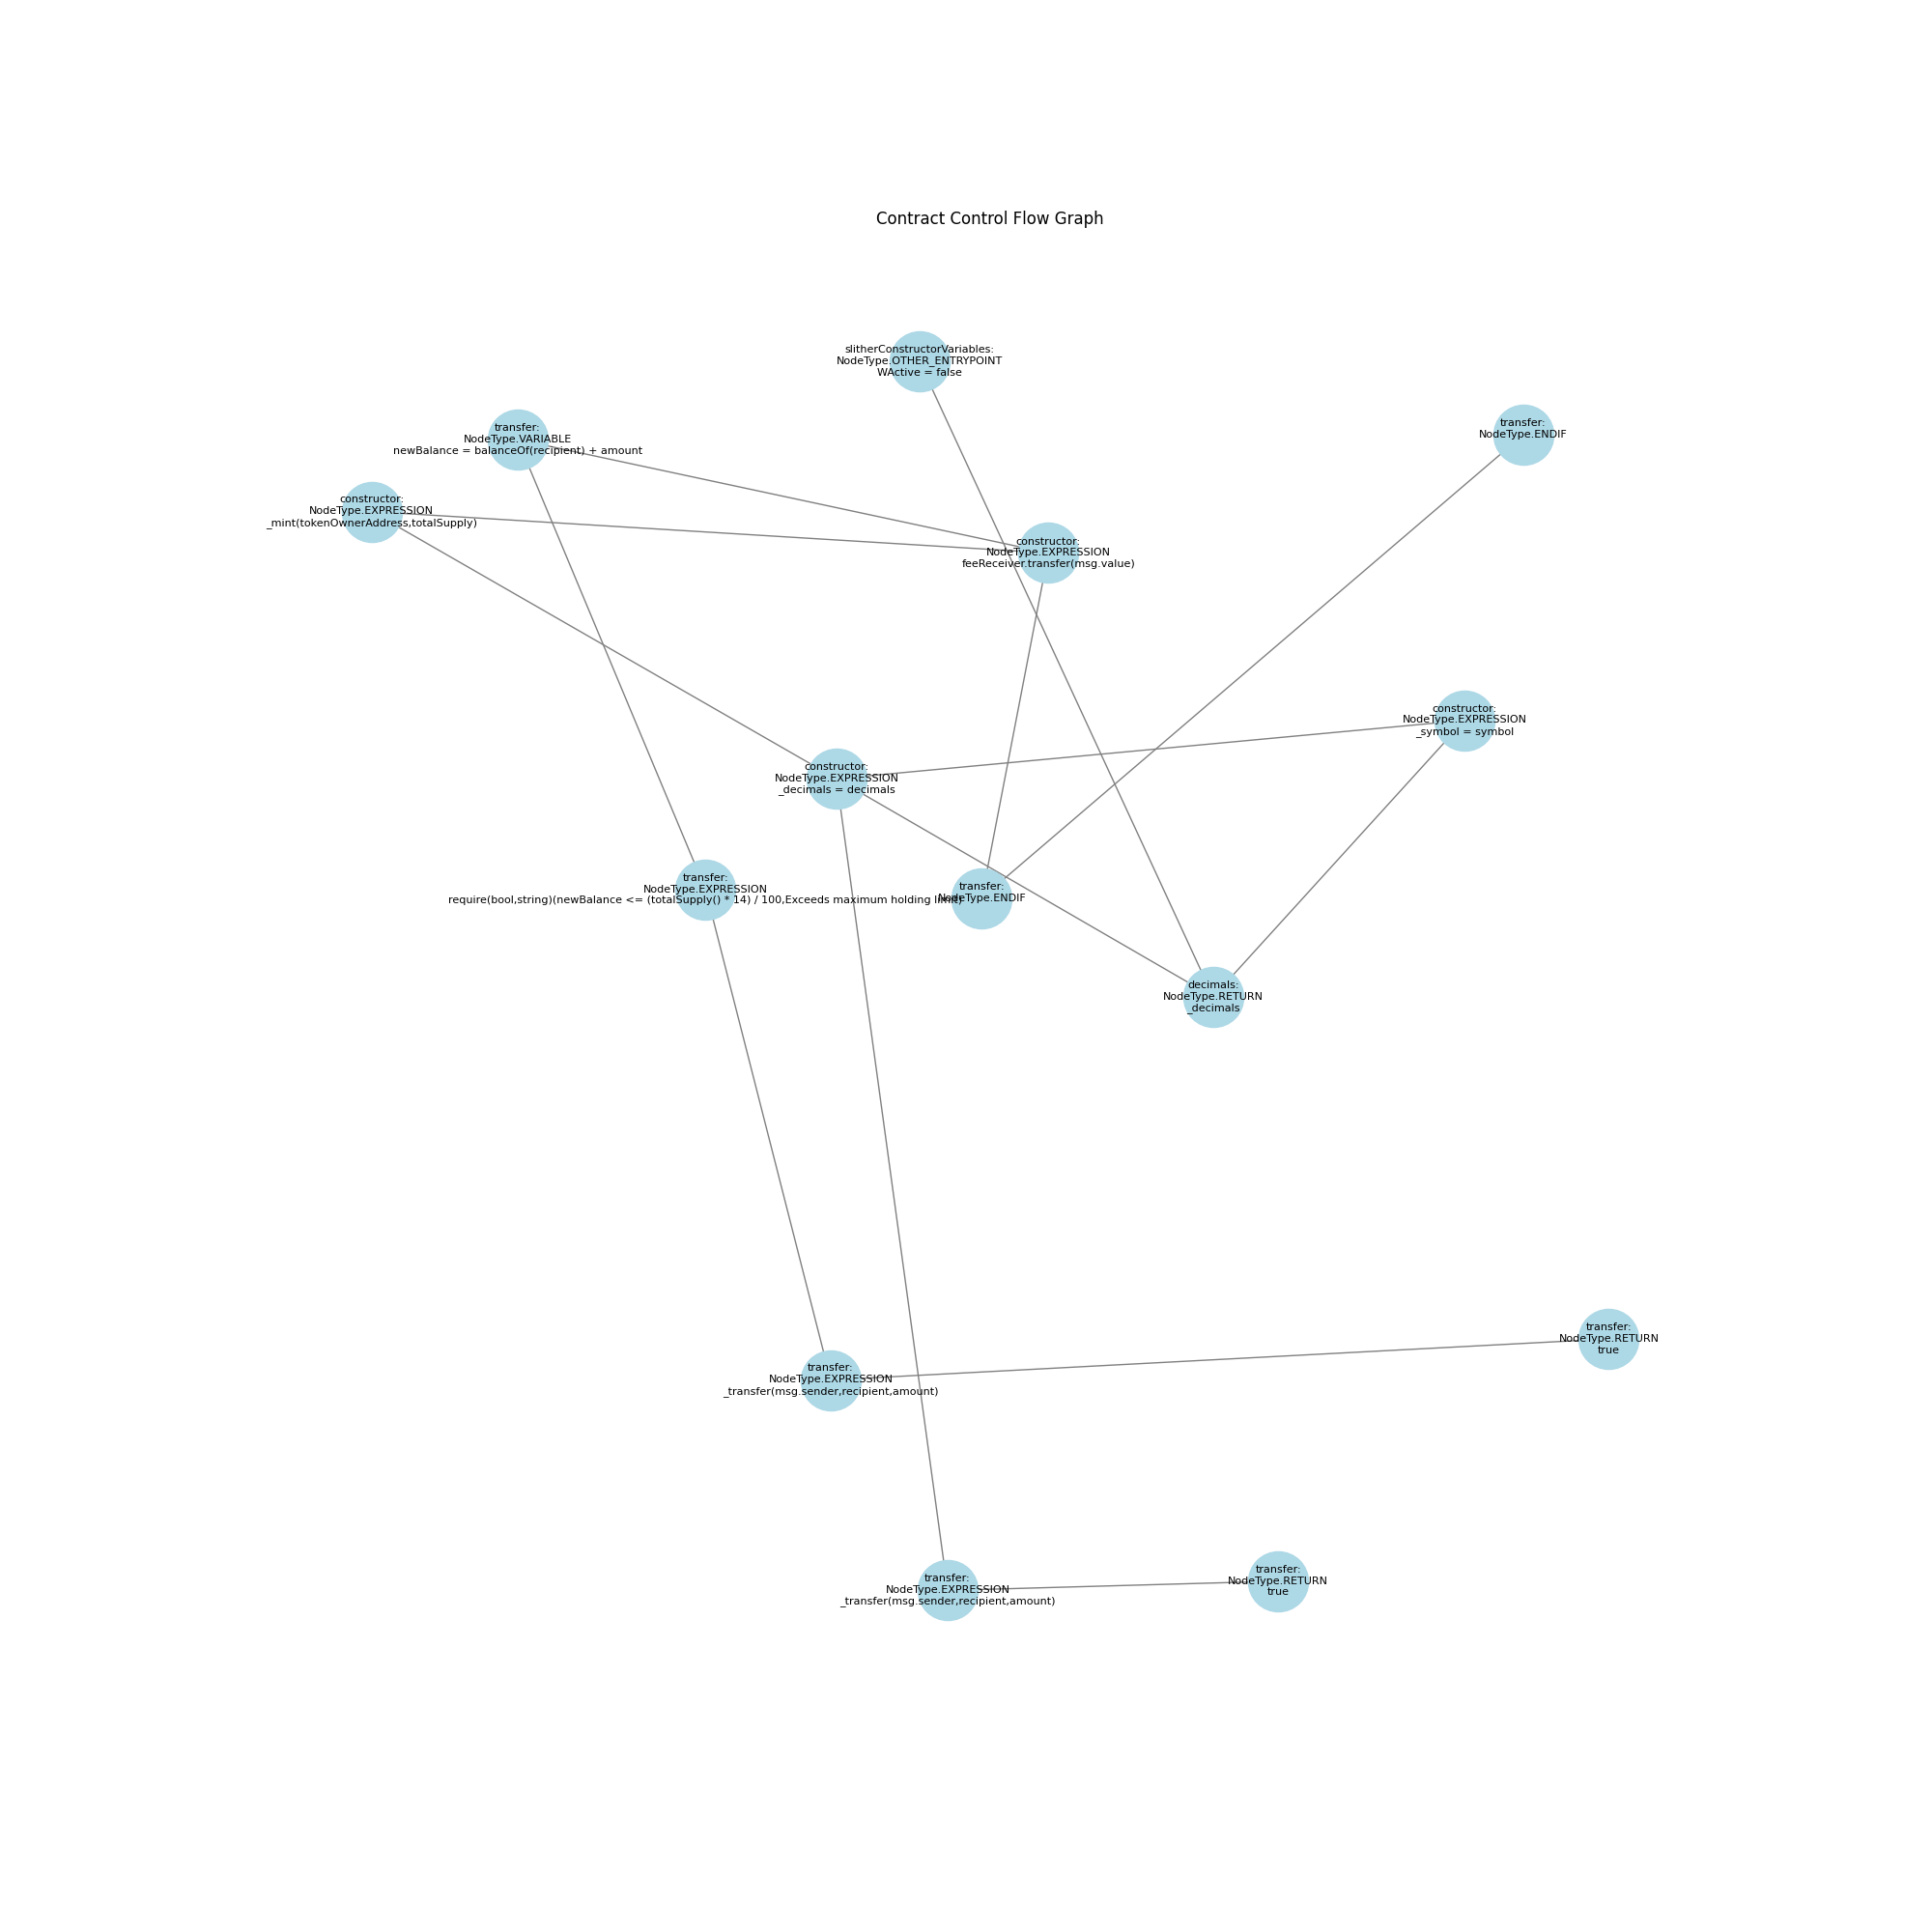 Contract Control Flow Graph
slitherConstructorVariables:
NodeType.OTHER_ENTRYPOINT
WActive = false
transfer:
NodeType.VARIABLE
newBalance = balanceOf(recipient) + amount
transfer:
NodeType.ENDIF
constructor:
NodeType.EXPRESSION
_mint(tokenOwnerAddress,totalSupply)
constructor:
NodeType.EXPRESSION
feeReceiver.transfer(msg.value)
constructor:
NodeType.EXPRESSION
_symbol = symbol
constructor:
NodeType.EXPRESSION
_decimals = decimals
transfer:
NodeType.EXPRESSION
require(bool,string)(newBalance <= (totalSupply() * 14) / 100,Exceeds maximum holding limit)
transfer:
NodeType.ENDIF
decimals:
NodeType.RETURN
_decimals
transfer:
NodeType.RETURN
true
transfer:
NodeType.EXPRESSION
_transfer(msg.sender,recipient,amount)
transfer:
NodeType.EXPRESSION
_transfer(msg.sender,recipient,amount)
transfer:
NodeType.RETURN
true